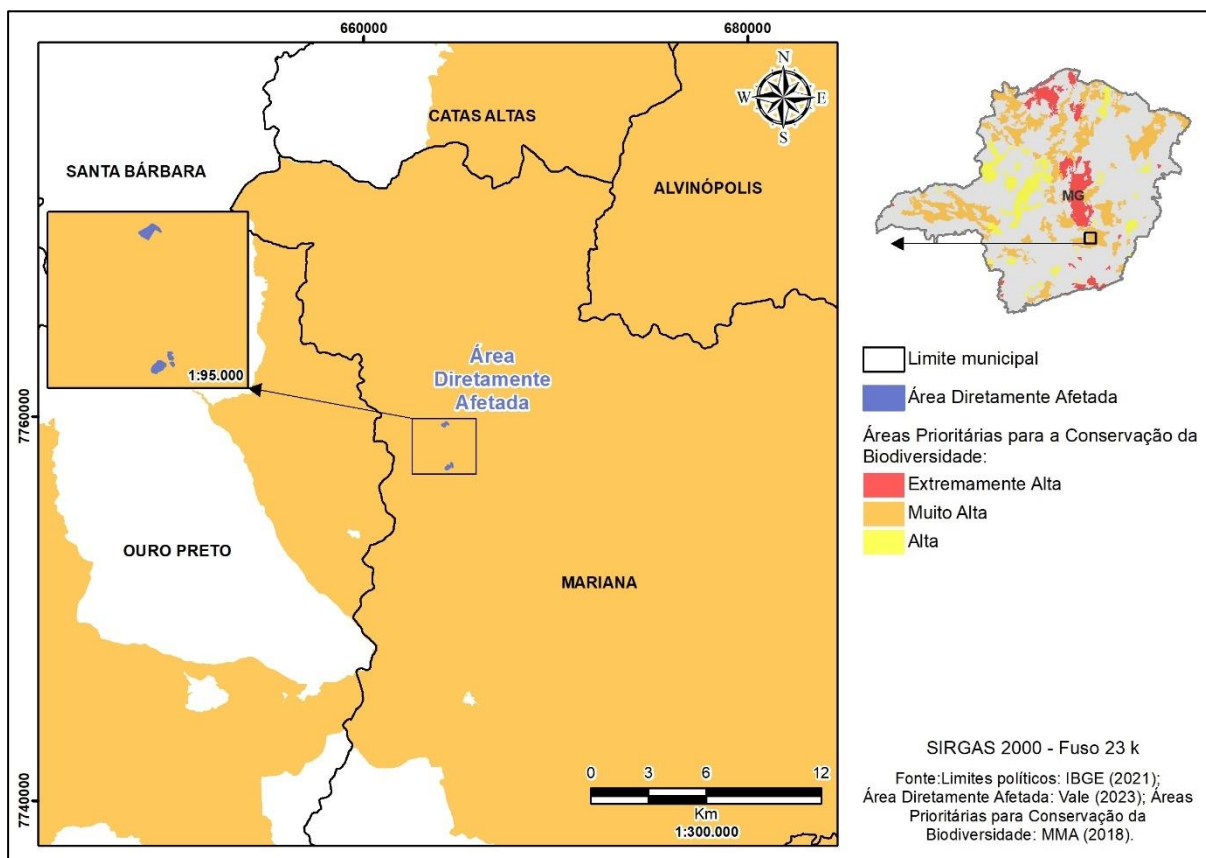 660000
680000
7760000
7740000
N
W
E
S
CATAS ALTAS
SANTA BÁRBARA
ALVINÓPOLIS
1:95.000
Área
Diretamente
Afetada
OURO PRETO
MARIANA
0 3 6 12
Km
1:300.000
MG
Limite municipal
Área Diretamente Afetada
Áreas Prioritárias para a Conservação da
Biodiversidade:
Extremamente Alta
Muito Alta
Alta
SIRGAS 2000 - Fuso 23 k
Fonte:Limites políticos: IBGE (2021);
Área Diretamente Afetada: Vale (2023); Áreas
Prioritárias para Conservação da
Biodiversidade: MMA (2018).